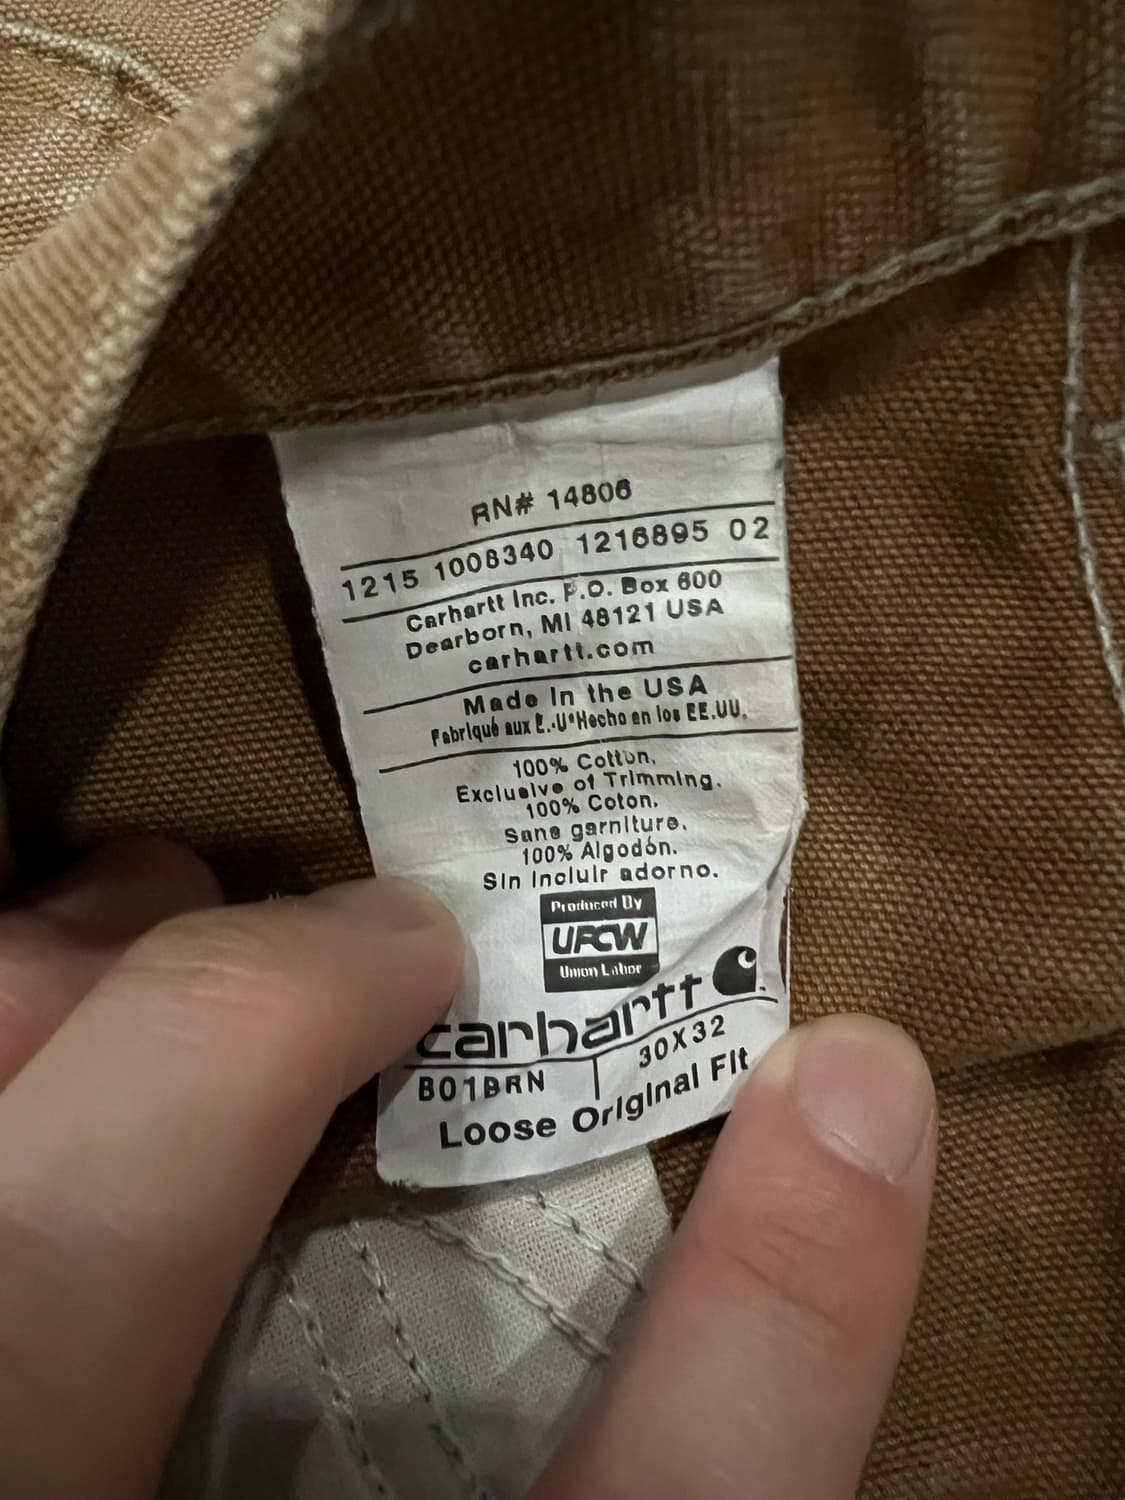 RN# 14806
1215 1008340 1216895 02
Carhartt Inc. P.O. Box 600
Dearborn, MI 48121 USA
carhartt.com
Made In the USA
Fabriqué aux É.-U*Hecho en los EE.UU.
100% Cotton.
Exclusive of Trimming.
100% Coton.
Sans garniture.
100% Algodón.
Sin incluir adorno.
Produced By
UFCW
Union Labor
carhartt
B01BRN | 30X32
Loose Original Fit